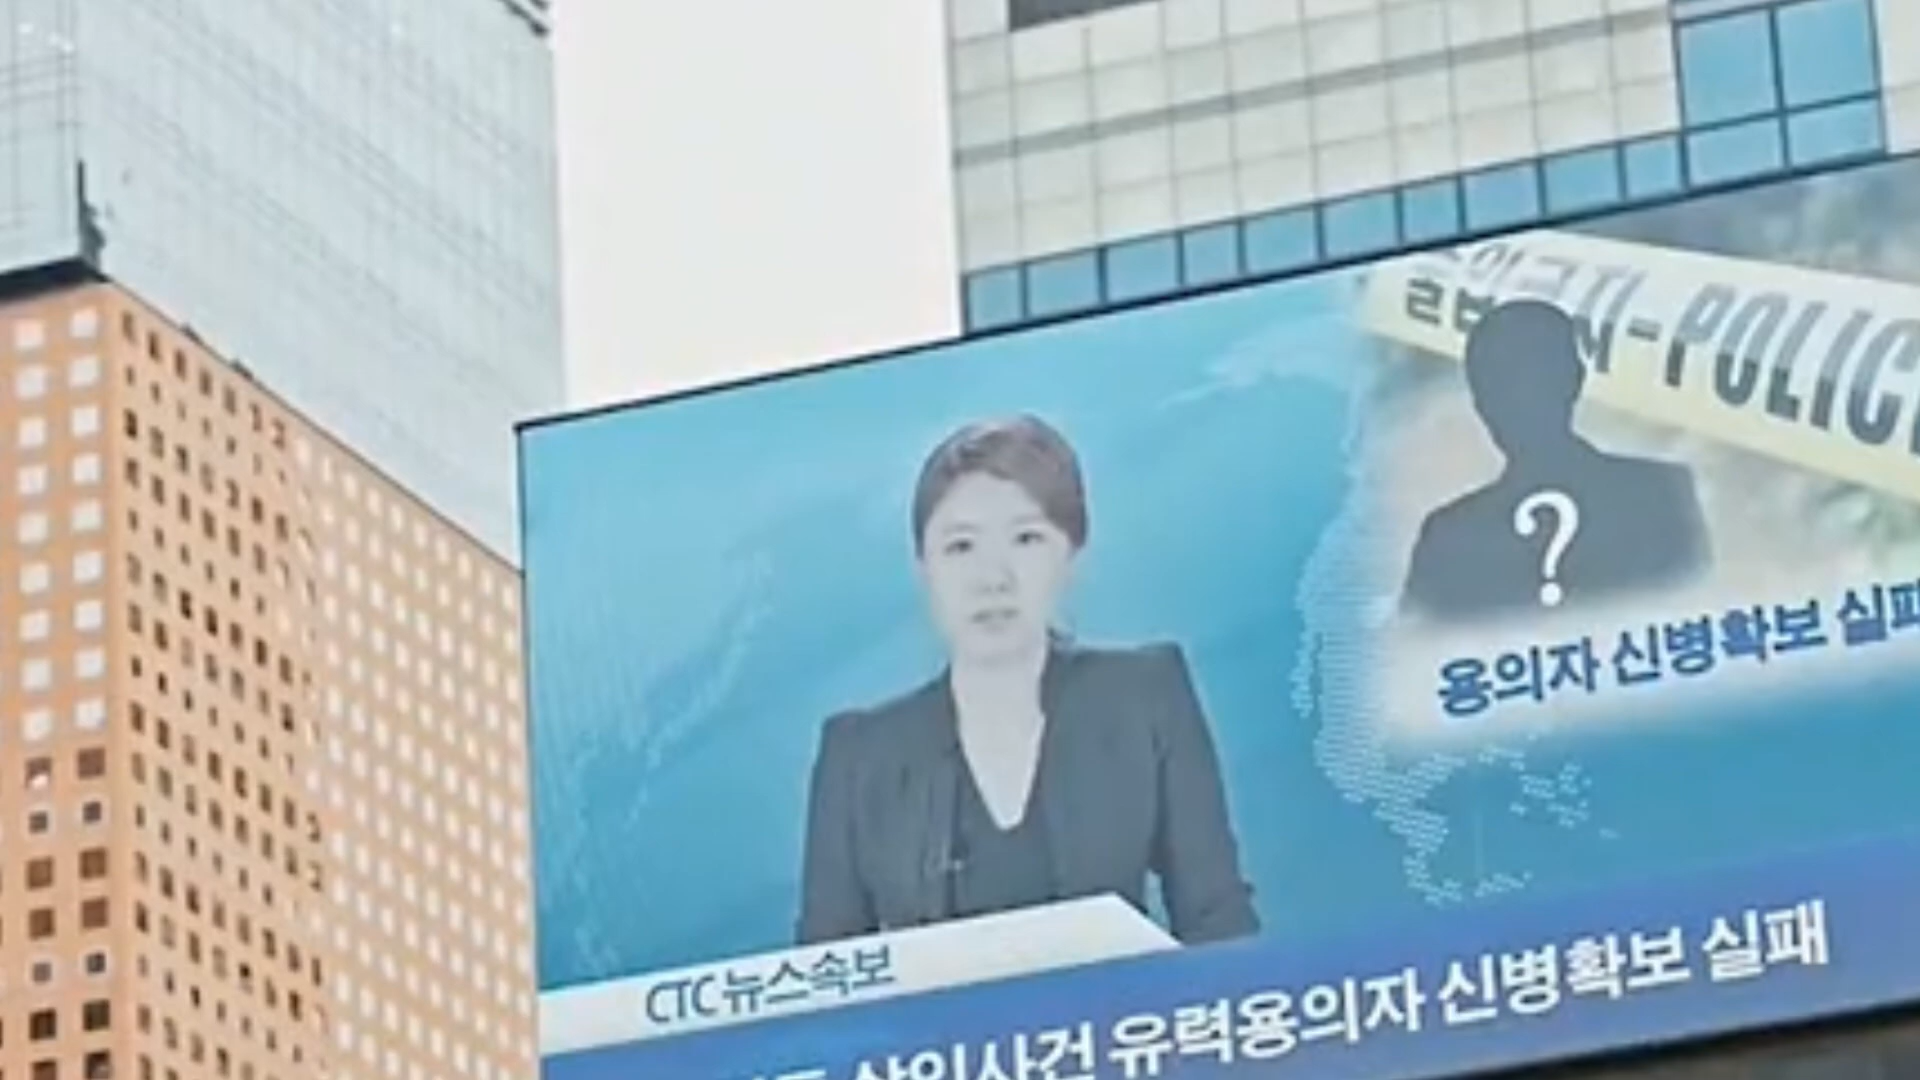 -POLICE
?
용의자 신병확보 실패
CTC 뉴스속보
살인사건 유력용의자 신병확보 실패